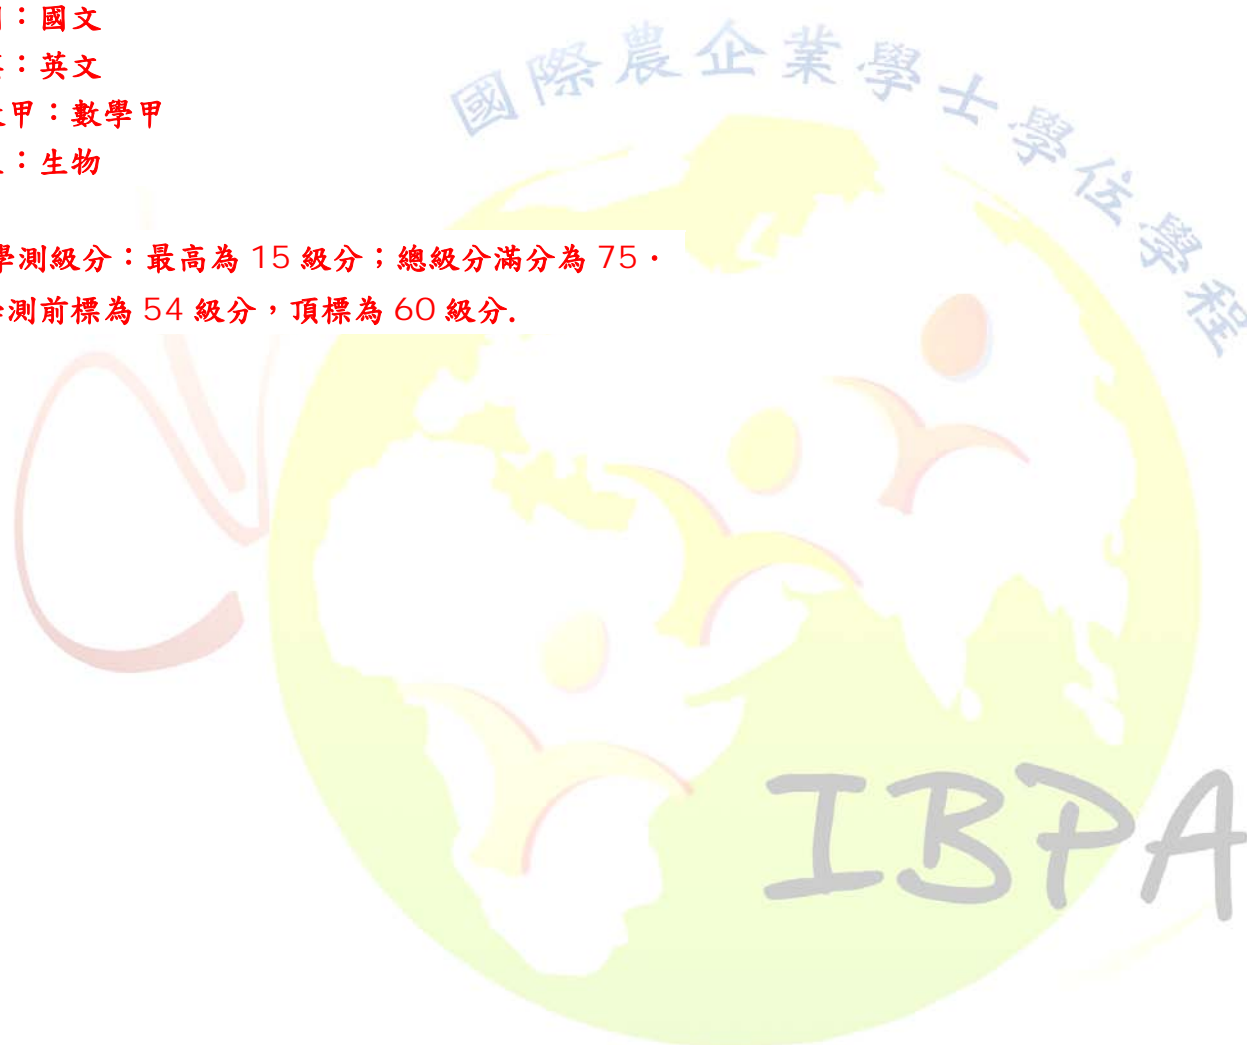 ：國文
：英文
甲：數學甲
：生物
學測級分：最高為 15 級分；總級分滿分為 75．
測前標為 54 級分，頂標為 60 級分.
國際農企業學士學位學程
IBPA